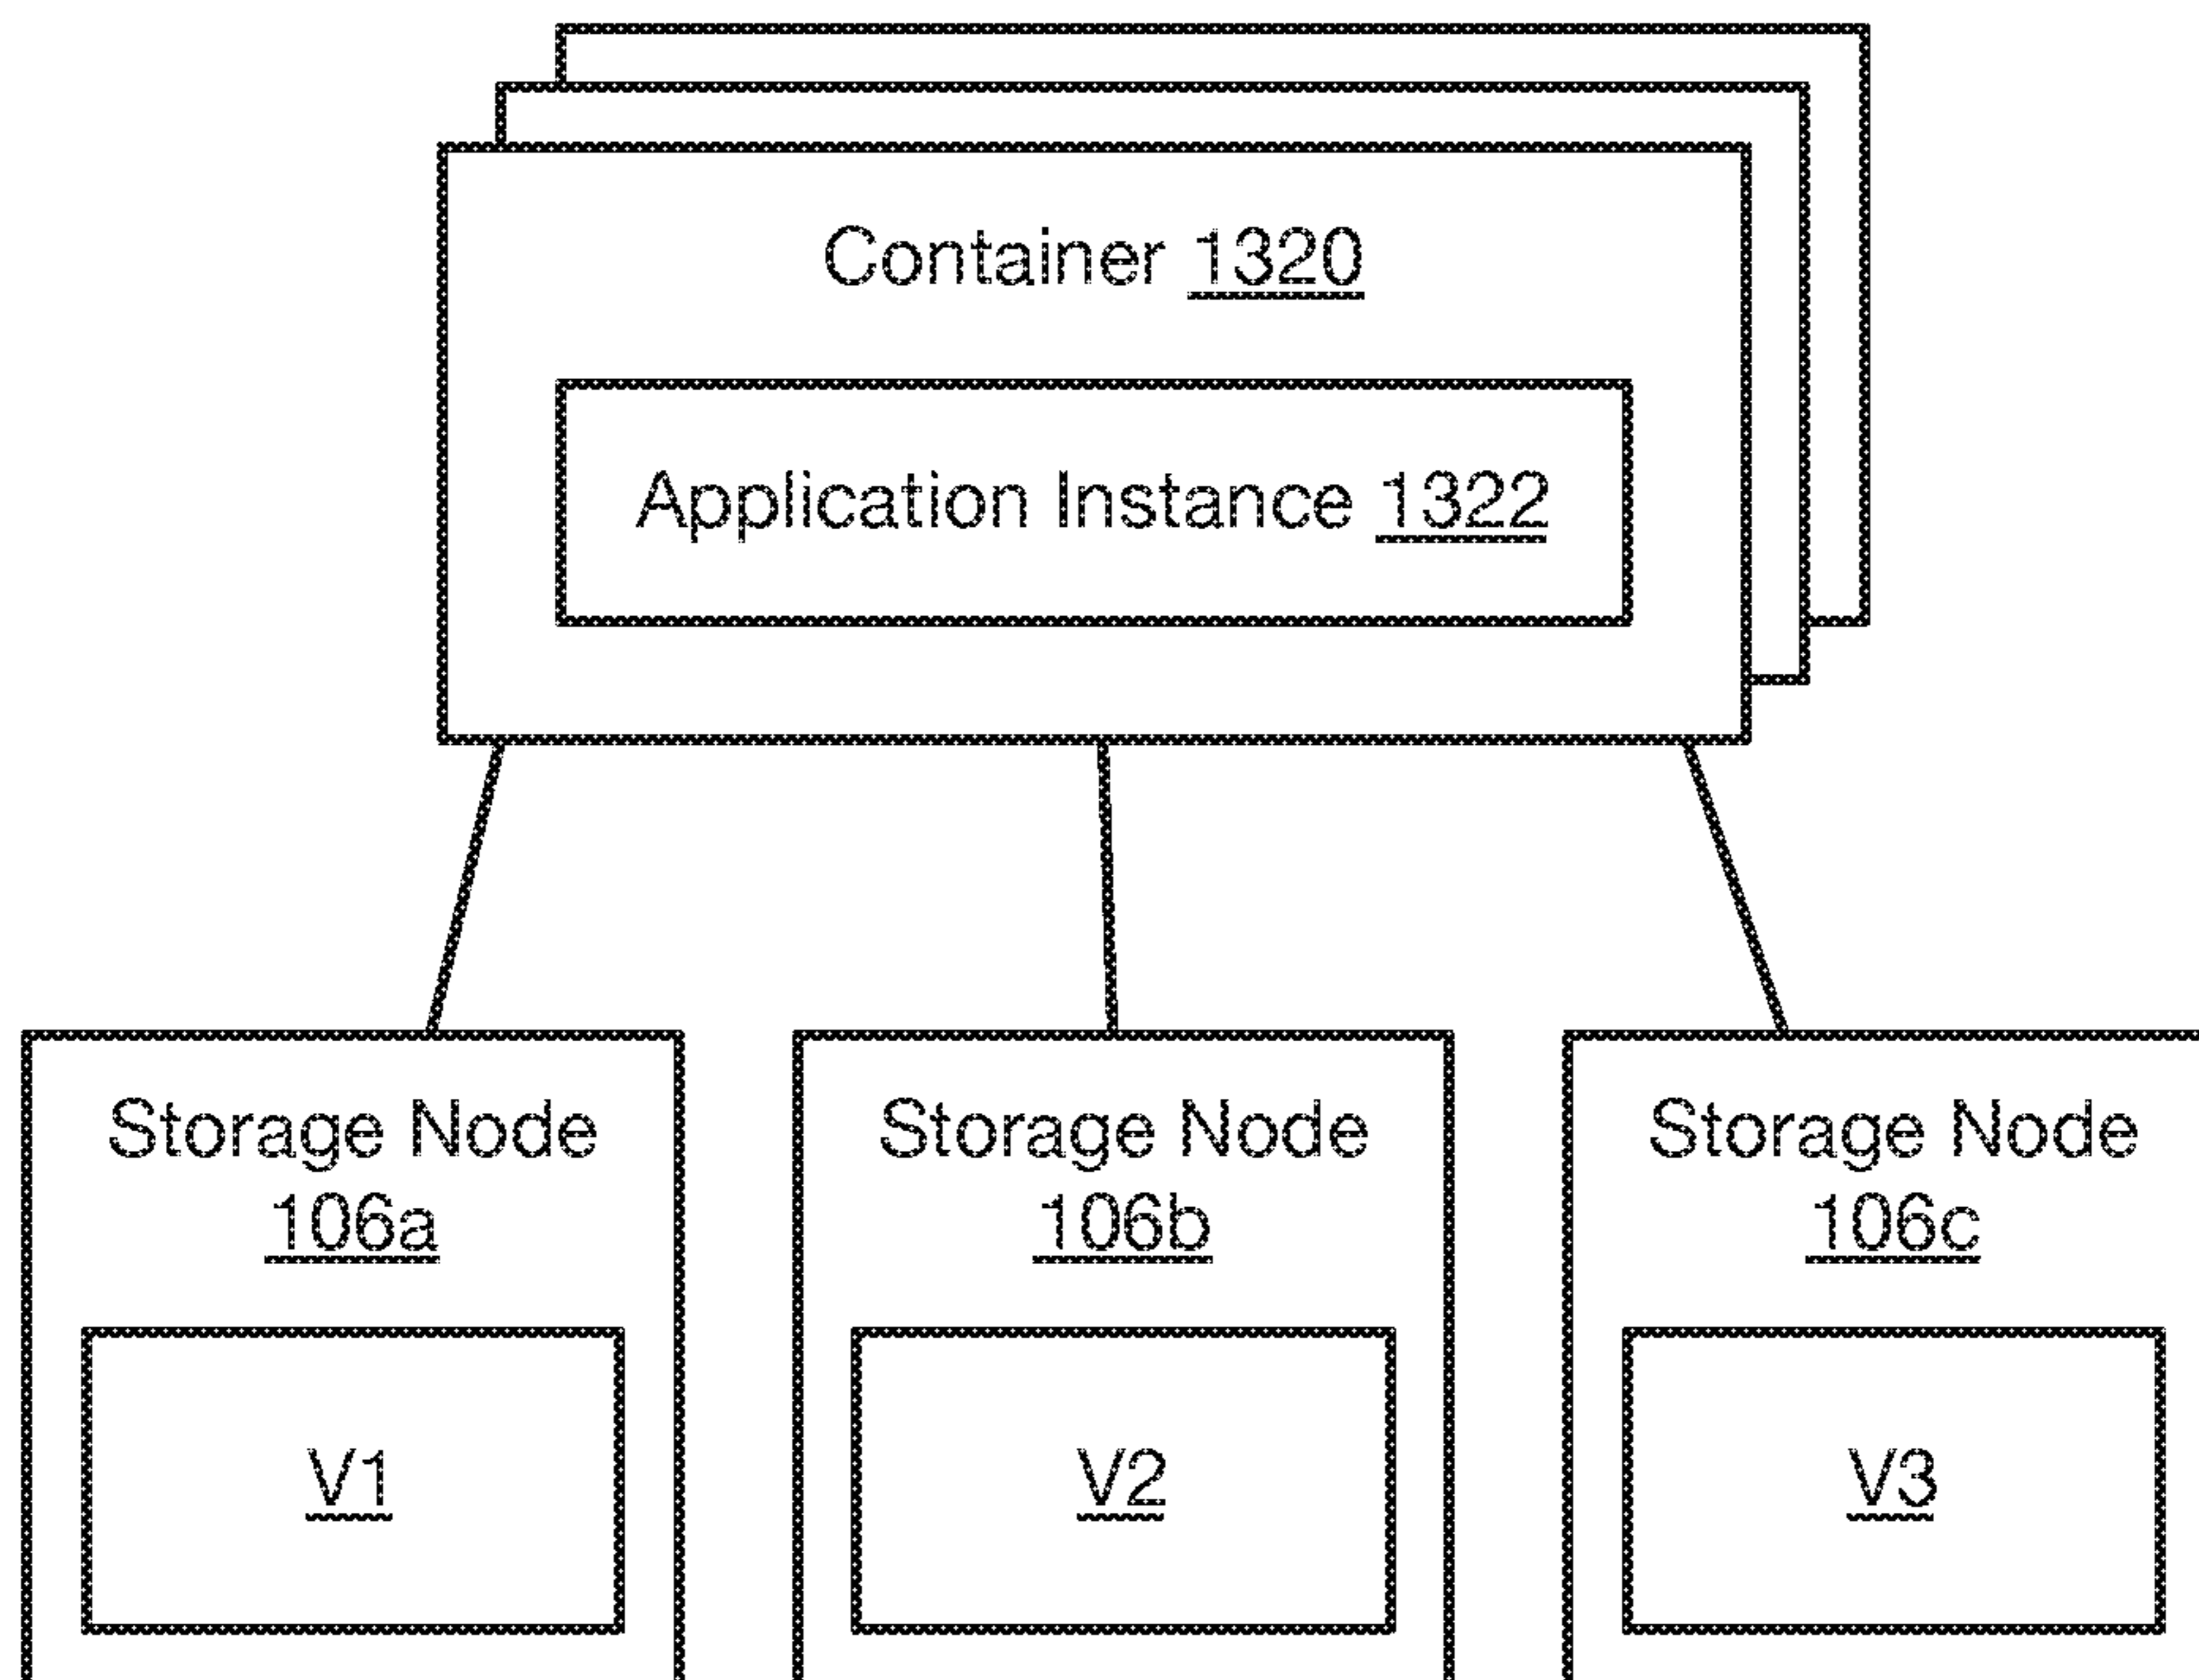 Container 1320
Application Instance 1322
Storage Node
106a
Storage Node
106b
Storage Node
106c
V1
V2
V3